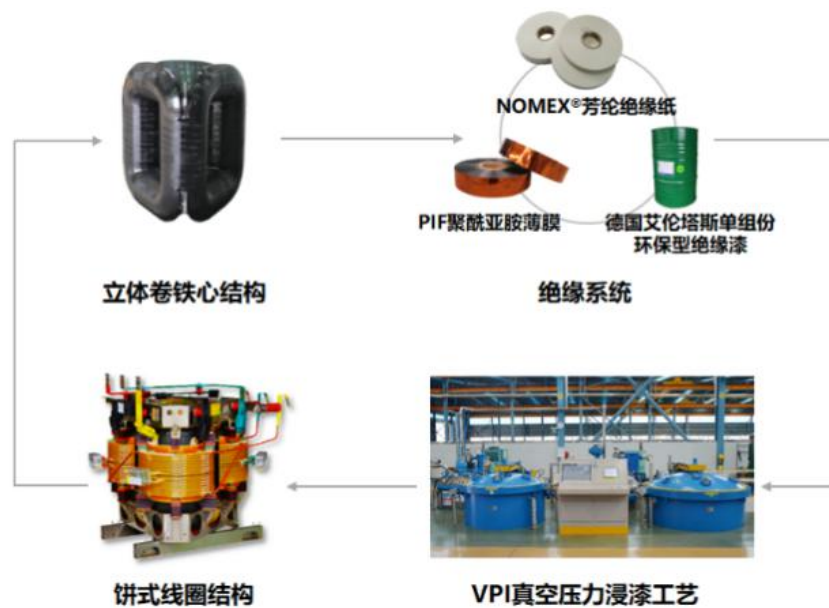 NOMEX®芳纶绝缘纸
PIF聚酰亚胺薄膜
德国艾伦塔斯单组份
环保型绝缘漆
立体卷铁心结构
绝缘系统
饼式线圈结构
VPI真空压力浸漆工艺